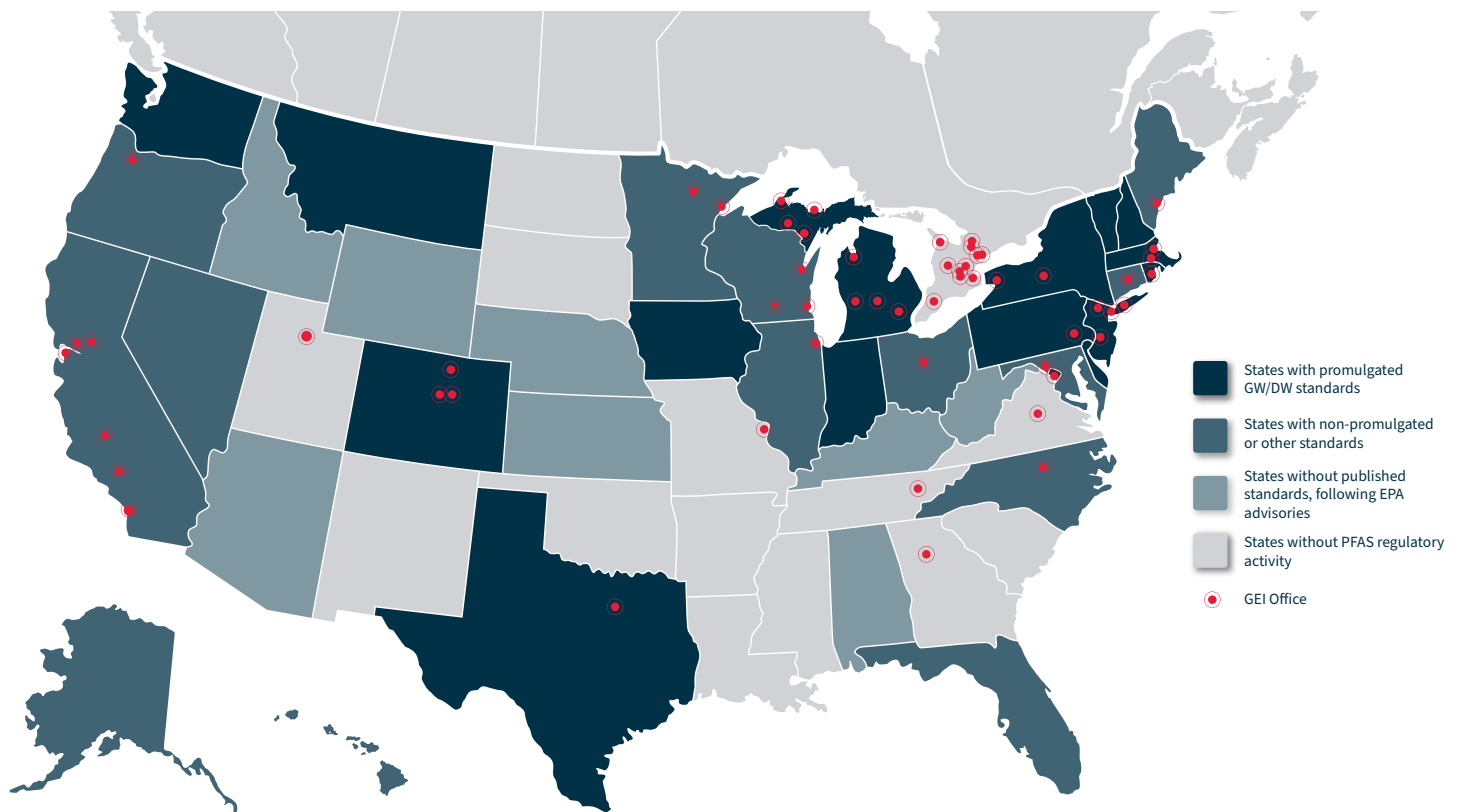 States with promulgated
GW/DW standards
States with non-promulgated
or other standards
States without published
standards, following EPA
advisories
States without PFAS regulatory
activity
GEI Office